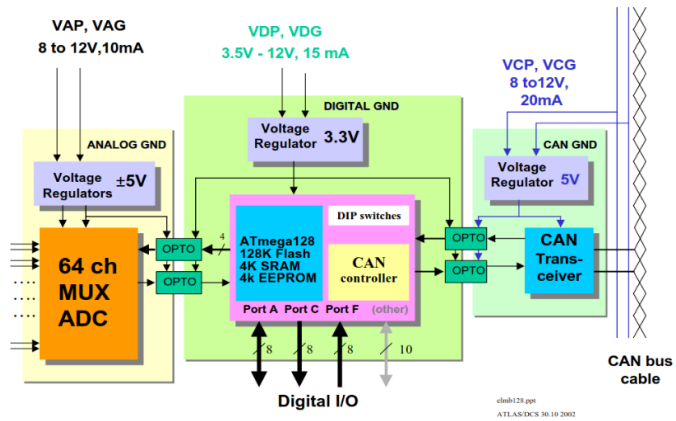 VAP, VAG
8 to 12V,10mA
VDP, VDG
3.5V - 12V, 15 mA
VCP, VCG
8 to12V,
20mA
ANALOG GND
DIGITAL GND
CAN GND
Voltage
Regulators
±5V
Voltage
Regulator
3.3V
Voltage
Regulator
5V
64 ch
MUX
ADC
OPTO
OPTO
4
ATmega128
128K Flash
4K SRAM
4k EEPROM
DIP switches
CAN
controller
Port A Port C Port F (other)
OPTO
OPTO
CAN
Trans-
ceiver
8
8
8
10
Digital I/O
CAN bus
cable
elmb128.ppt
ATLAS/DCS 30.10 2002